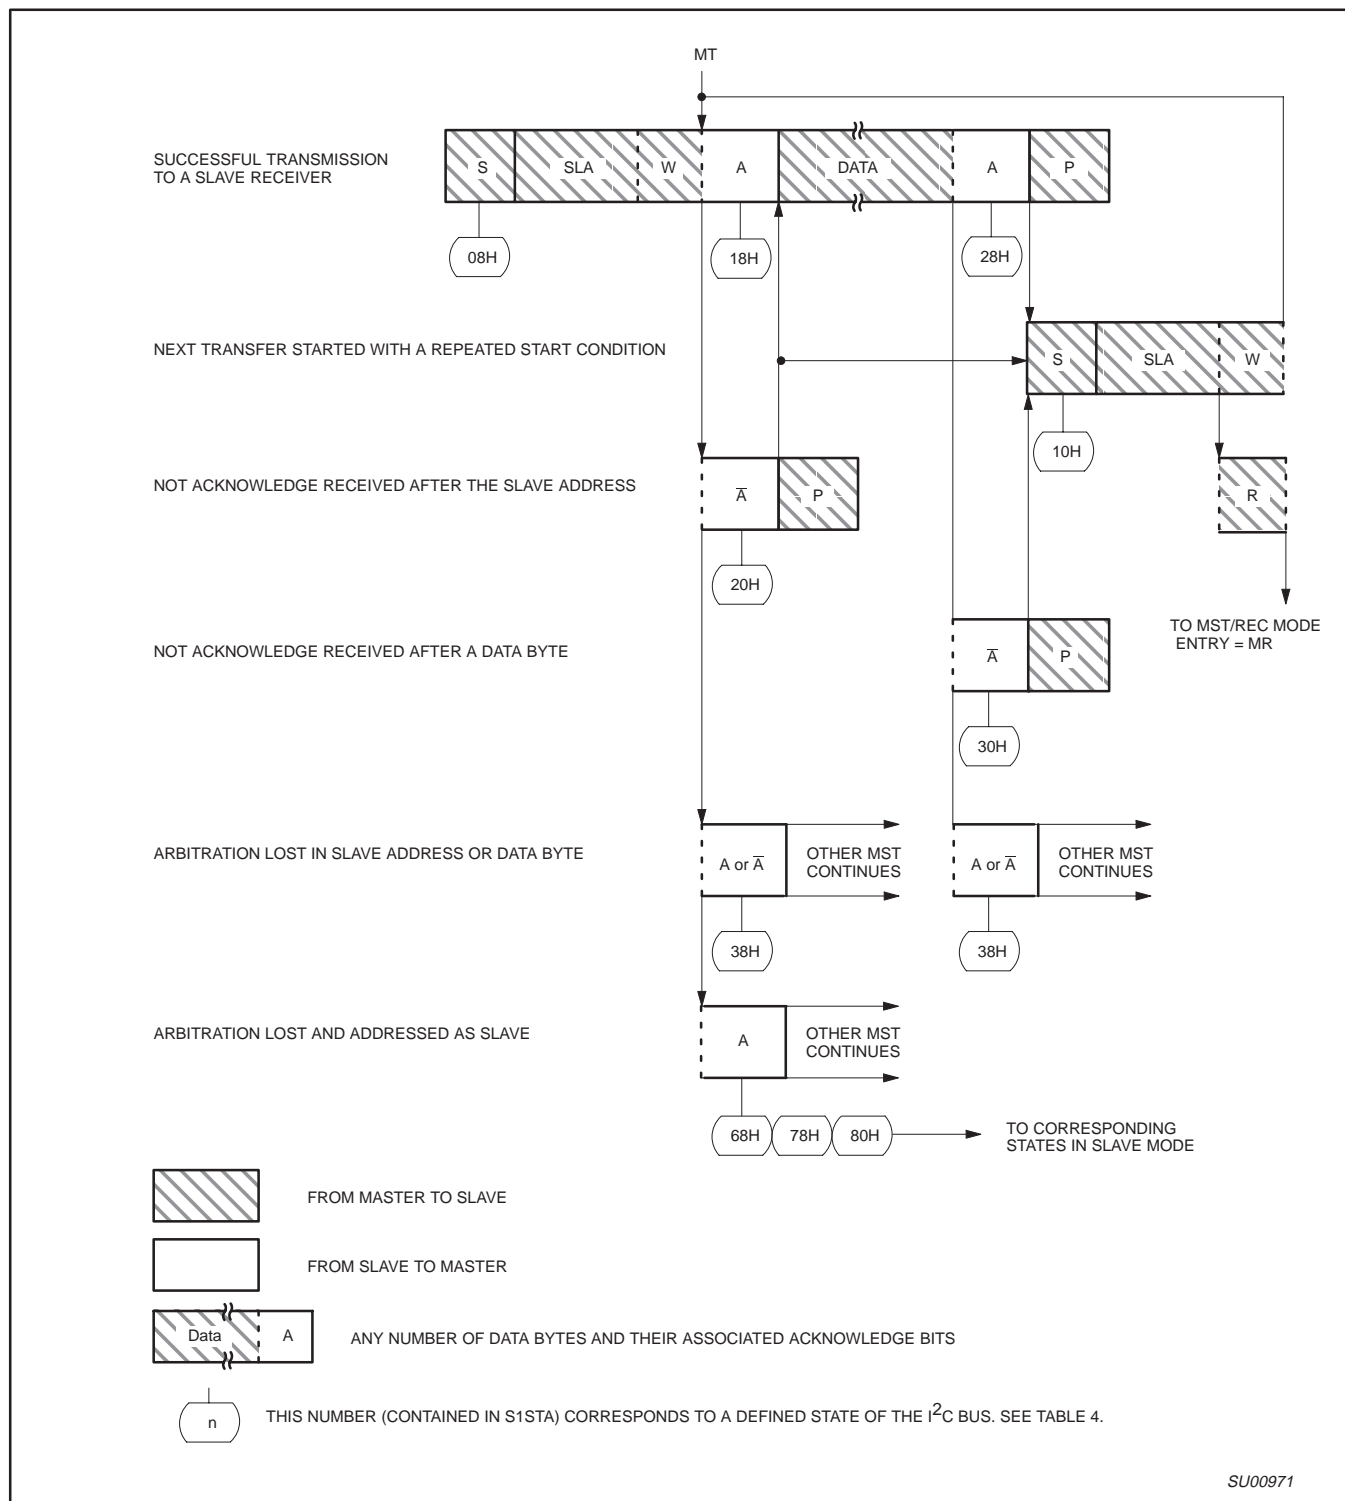 MT
SUCCESSFUL TRANSMISSION
TO A SLAVE RECEIVER
S SLA W A DATA A P
08H 18H 28H
NEXT TRANSFER STARTED WITH A REPEATED START CONDITION
S SLA W
10H
NOT ACKNOWLEDGE RECEIVED AFTER THE SLAVE ADDRESS
A̅ P R
20H
TO MST/REC MODE
ENTRY = MR
NOT ACKNOWLEDGE RECEIVED AFTER A DATA BYTE
A̅ P
30H
ARBITRATION LOST IN SLAVE ADDRESS OR DATA BYTE
A or A̅
OTHER MST
CONTINUES
A or A̅
OTHER MST
CONTINUES
38H 38H
ARBITRATION LOST AND ADDRESSED AS SLAVE
A
OTHER MST
CONTINUES
68H 78H 80H
TO CORRESPONDING
STATES IN SLAVE MODE
FROM MASTER TO SLAVE
FROM SLAVE TO MASTER
Data A
ANY NUMBER OF DATA BYTES AND THEIR ASSOCIATED ACKNOWLEDGE BITS
n
THIS NUMBER (CONTAINED IN S1STA) CORRESPONDS TO A DEFINED STATE OF THE I²C BUS. SEE TABLE 4.
SU00971